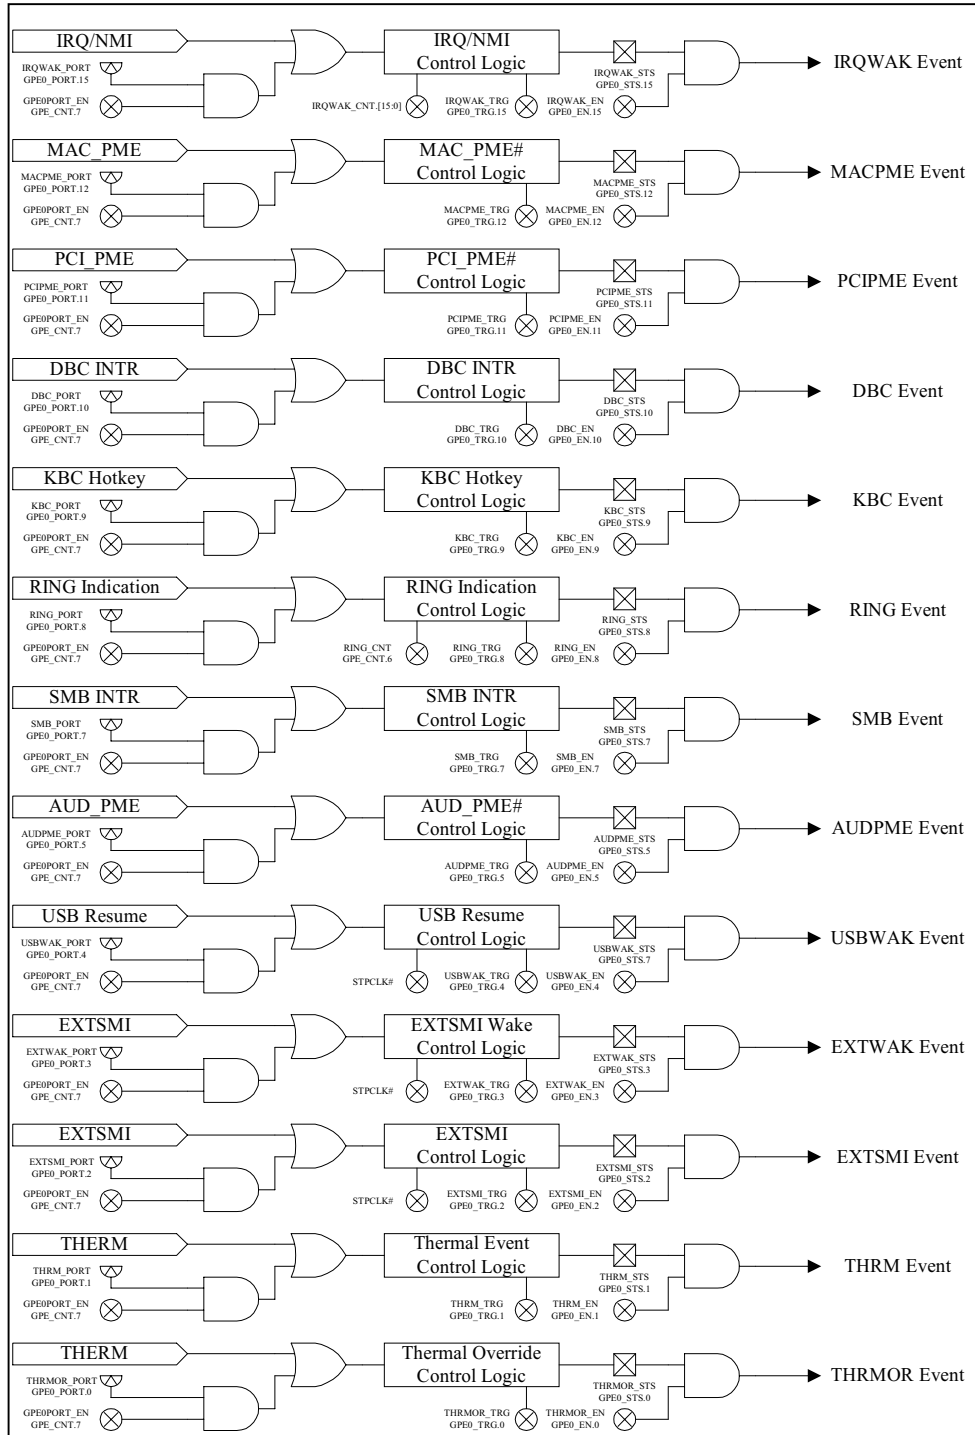 IRQ/NMI
IRQWAK_PORT
GPE0_PORT.15
GPE0PORT_EN
GPE_CNT.7
IRQ/NMI
Control Logic
IRQWAK_CNT.[15:0]
IRQWAK_TRG
GPE0_TRG.15
IRQWAK_STS
GPE0_STS.15
IRQWAK_EN
GPE0_EN.15
IRQWAK Event
MAC_PME
MACPME_PORT
GPE0_PORT.12
GPE0PORT_EN
GPE_CNT.7
MAC_PME#
Control Logic
MACPME_TRG
GPE0_TRG.12
MACPME_STS
GPE0_STS.12
MACPME_EN
GPE0_EN.12
MACPME Event
PCI_PME
PCIPME_PORT
GPE0_PORT.11
GPE0PORT_EN
GPE_CNT.7
PCI_PME#
Control Logic
PCIPME_TRG
GPE0_TRG.11
PCIPME_STS
GPE0_STS.11
PCIPME_EN
GPE0_EN.11
PCIPME Event
DBC INTR
DBC_PORT
GPE0_PORT.10
GPE0PORT_EN
GPE_CNT.7
DBC INTR
Control Logic
DBC_TRG
GPE0_TRG.10
DBC_STS
GPE0_STS.10
DBC_EN
GPE0_EN.10
DBC Event
KBC Hotkey
KBC_PORT
GPE0_PORT.9
GPE0PORT_EN
GPE_CNT.7
KBC Hotkey
Control Logic
KBC_TRG
GPE0_TRG.9
KBC_STS
GPE0_STS.9
KBC_EN
GPE0_EN.9
KBC Event
RING Indication
RING_PORT
GPE0_PORT.8
GPE0PORT_EN
GPE_CNT.7
RING Indication
Control Logic
RING_CNT
GPE_CNT.6
RING_TRG
GPE0_TRG.8
RING_STS
GPE0_STS.8
RING_EN
GPE0_EN.8
RING Event
SMB INTR
SMB_PORT
GPE0_PORT.7
GPE0PORT_EN
GPE_CNT.7
SMB INTR
Control Logic
SMB_TRG
GPE0_TRG.7
SMB_STS
GPE0_STS.7
SMB_EN
GPE0_EN.7
SMB Event
AUD_PME
AUDPME_PORT
GPE0_PORT.5
GPE0PORT_EN
GPE_CNT.7
AUD_PME#
Control Logic
AUDPME_TRG
GPE0_TRG.5
AUDPME_STS
GPE0_STS.5
AUDPME_EN
GPE0_EN.5
AUDPME Event
USB Resume
USBWAK_PORT
GPE0_PORT.4
GPE0PORT_EN
GPE_CNT.7
USB Resume
Control Logic
STPCLK#
USBWAK_TRG
GPE0_TRG.4
USBWAK_STS
GPE0_STS.7
USBWAK_EN
GPE0_EN.4
USBWAK Event
EXTSMI
EXTWAK_PORT
GPE0_PORT.3
GPE0PORT_EN
GPE_CNT.7
EXTSMI Wake
Control Logic
STPCLK#
EXTWAK_TRG
GPE0_TRG.3
EXTWAK_STS
GPE0_STS.3
EXTWAK_EN
GPE0_EN.3
EXTWAK Event
EXTSMI
EXTSMI_PORT
GPE0_PORT.2
GPE0PORT_EN
GPE_CNT.7
EXTSMI
Control Logic
STPCLK#
EXTSMI_TRG
GPE0_TRG.2
EXTSMI_STS
GPE0_STS.2
EXTSMI_EN
GPE0_EN.2
EXTSMI Event
THERM
THRM_PORT
GPE0_PORT.1
GPE0PORT_EN
GPE_CNT.7
Thermal Event
Control Logic
THRM_TRG
GPE0_TRG.1
THRM_STS
GPE0_STS.1
THRM_EN
GPE0_EN.1
THRM Event
THERM
THRMOR_PORT
GPE0_PORT.0
GPE0PORT_EN
GPE_CNT.7
Thermal Override
Control Logic
THRMOR_TRG
GPE0_TRG.0
THRMOR_STS
GPE0_STS.0
THRMOR_EN
GPE0_EN.0
THRMOR Event